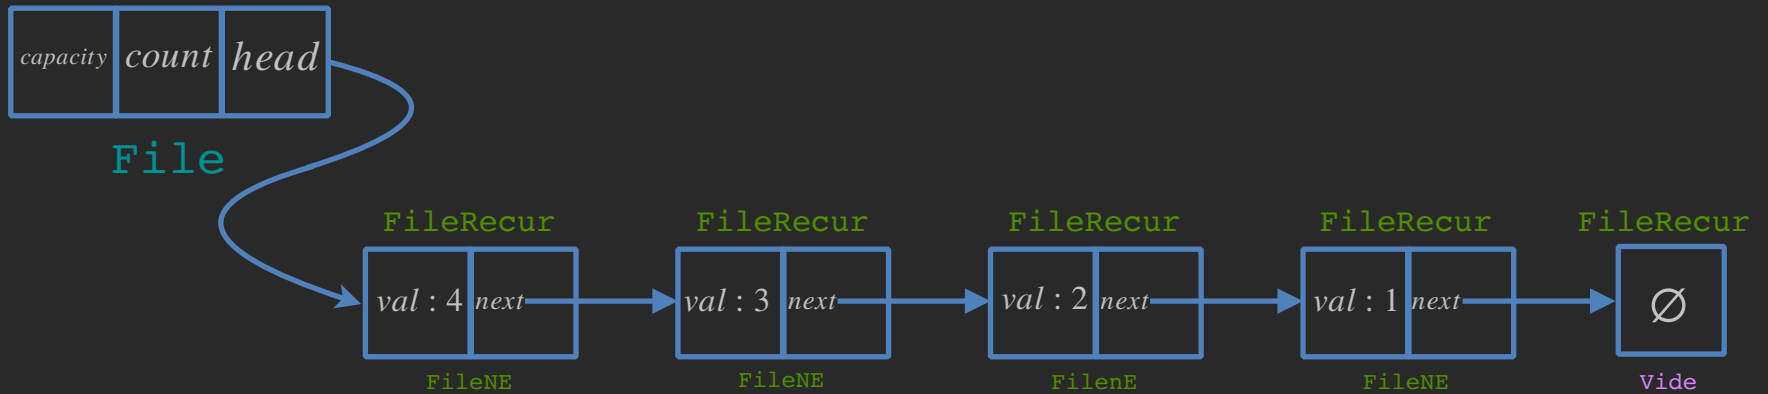 capacity count head
File
FileRecur FileRecur FileRecur FileRecur FileRecur
val : 4 next val : 3 next val : 2 next val : 1 next ∅
FileNE FileNE FilenE FileNE Vide